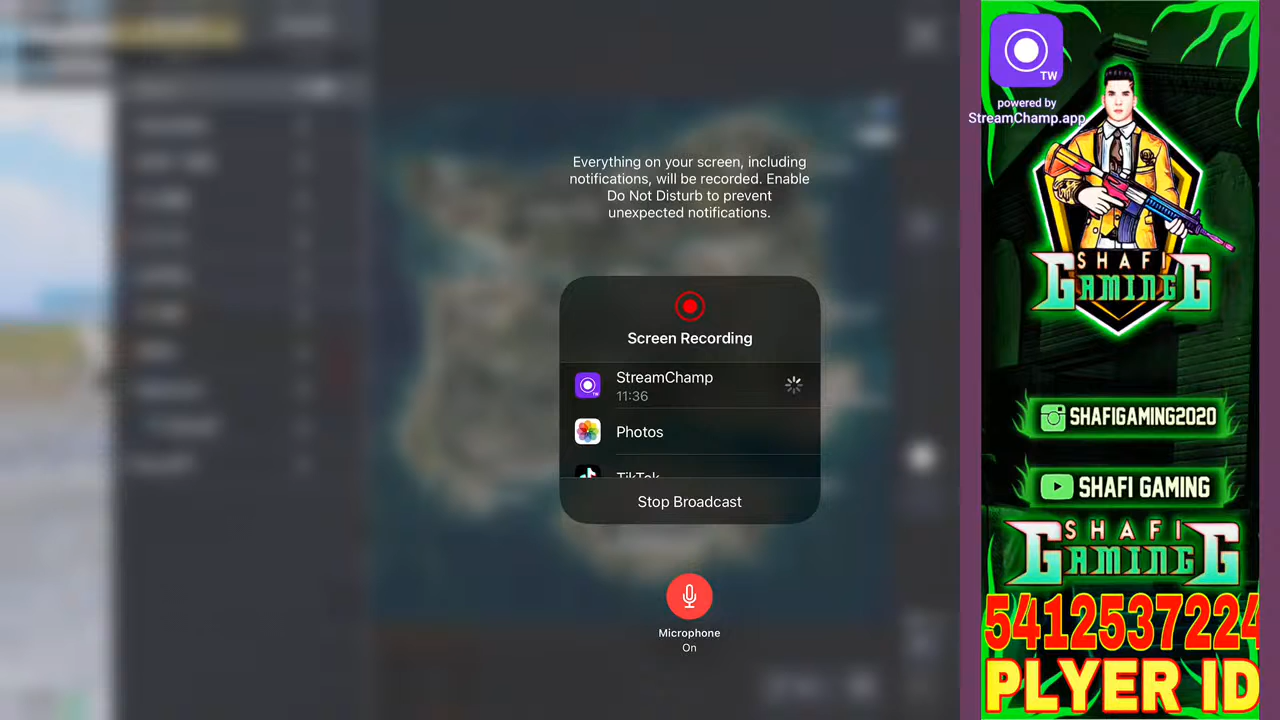 Everything on your screen, including
notifications, will be recorded. Enable
Do Not Disturb to prevent
unexpected notifications.
Screen Recording
StreamChamp
11:36
Photos
TikTok
Stop Broadcast
Microphone
On
TW
powered by
StreamChamp.app
SHAFI
GAMING
SHAFIGAMING2020
SHAFI GAMING
SHAFI
GAMING
5412537224
PLYER ID